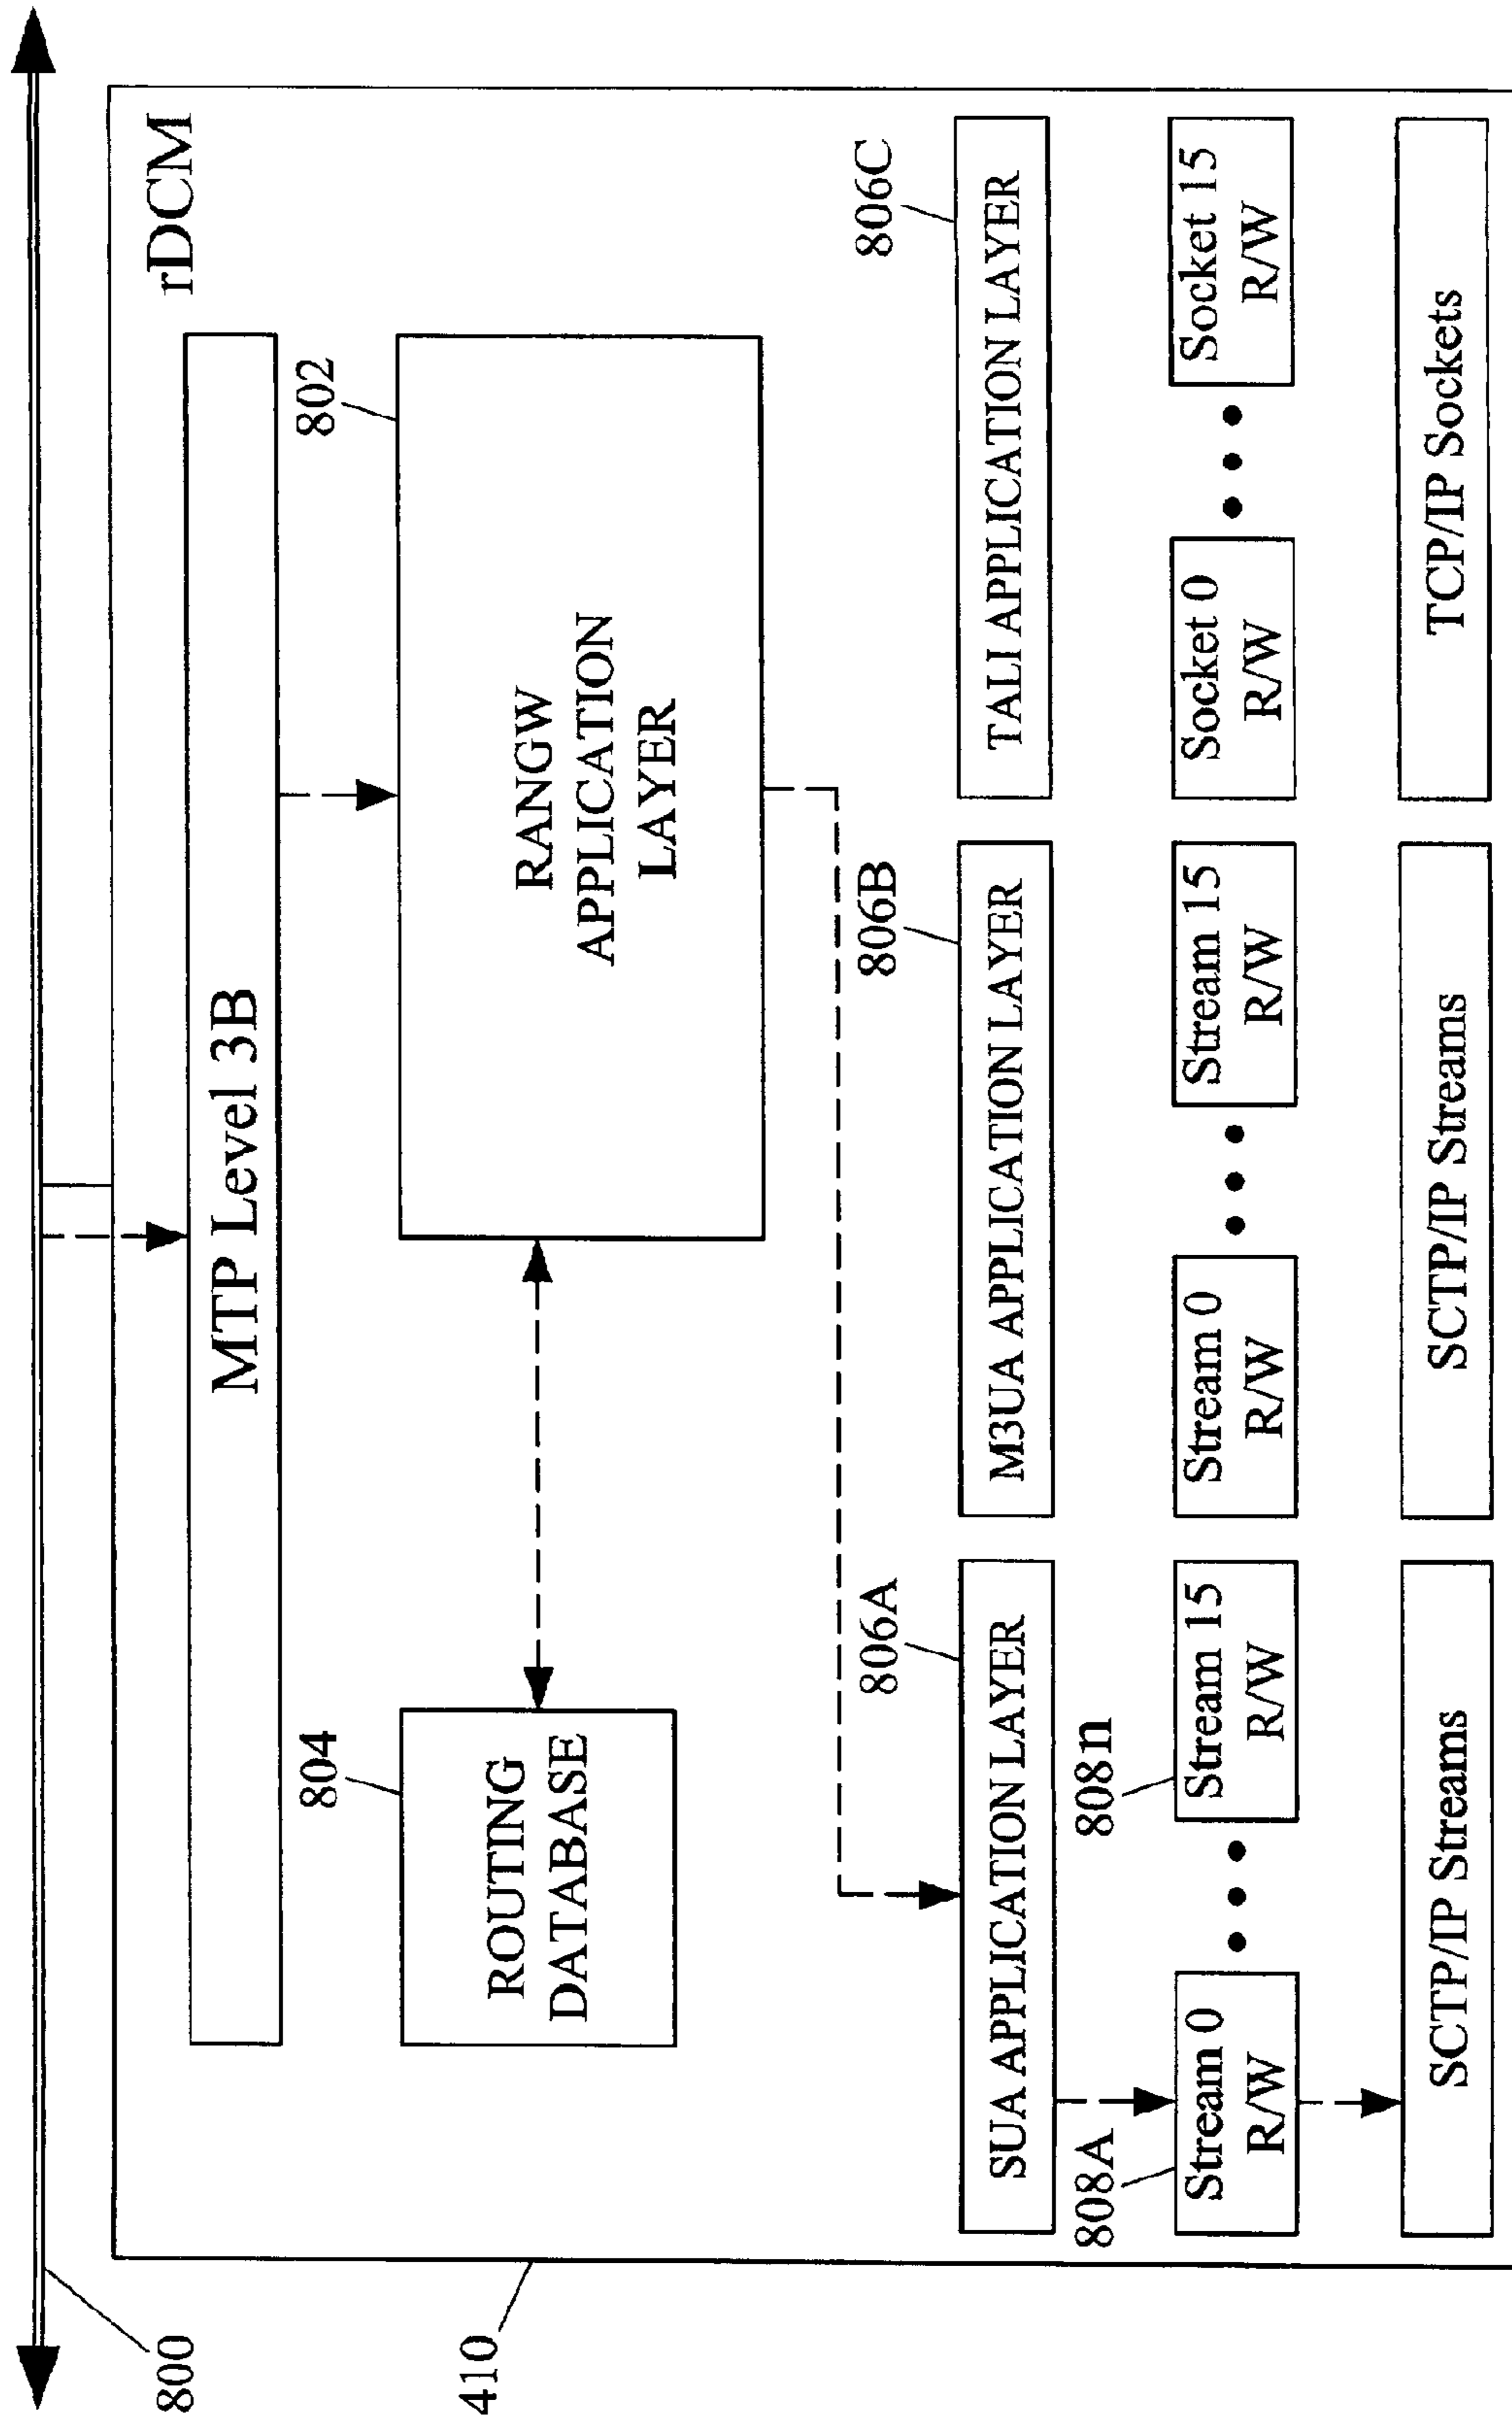 800
410
rDCM
MTP Level 3B
804
802
ROUTING
DATABASE
RANGW
APPLICATION
LAYER
806A
806B
806C
SUA APPLICATION LAYER
M3UA APPLICATION LAYER
TALI APPLICATION LAYER
808A
808n
Stream 0
R/W
Stream 15
R/W
Stream 0
R/W
Stream 15
R/W
Socket 0
R/W
Socket 15
R/W
SCTP/IP Streams
SCTP/IP Streams
TCP/IP Sockets